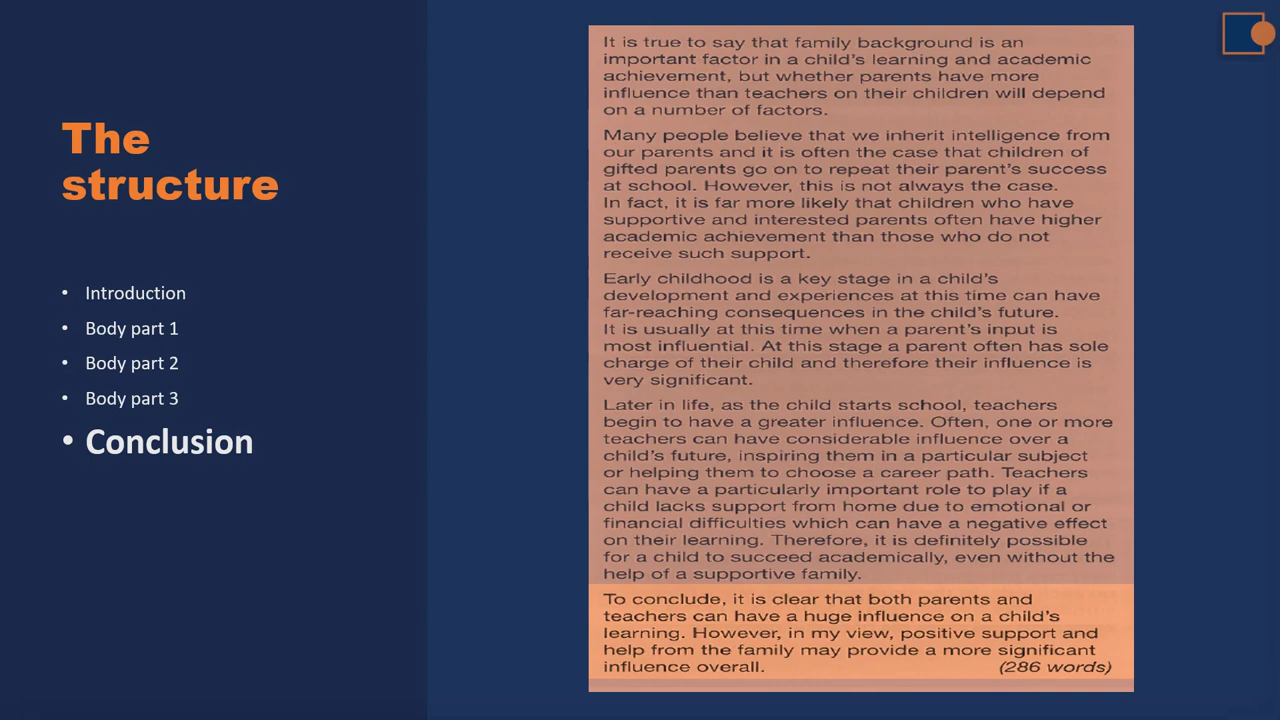 The
structure
• Introduction
• Body part 1
• Body part 2
• Body part 3
• Conclusion
It is true to say that family background is an
important factor in a child's learning and academic
achievement, but whether parents have more
influence than teachers on their children will depend
on a number of factors.
Many people believe that we inherit intelligence from
our parents and it is often the case that children of
gifted parents go on to repeat their parent's success
at school. However, this is not always the case.
In fact, it is far more likely that children who have
supportive and interested parents often have higher
academic achievement than those who do not
receive such support.
Early childhood is a key stage in a child's
development and experiences at this time can have
far-reaching consequences in the child's future.
It is usually at this time when a parent's input is
most influential. At this stage a parent often has sole
charge of their child and therefore their influence is
very significant.
Later in life, as the child starts school, teachers
begin to have a greater influence. Often, one or more
teachers can have considerable influence over a
child's future, inspiring them in a particular subject
or helping them to choose a career path. Teachers
can have a particularly important role to play if a
child lacks support from home due to emotional or
financial difficulties which can have a negative effect
on their learning. Therefore, it is definitely possible
for a child to succeed academically, even without the
help of a supportive family.
To conclude, it is clear that both parents and
teachers can have a huge influence on a child's
learning. However, in my view, positive support and
help from the family may provide a more significant
influence overall. (286 words)